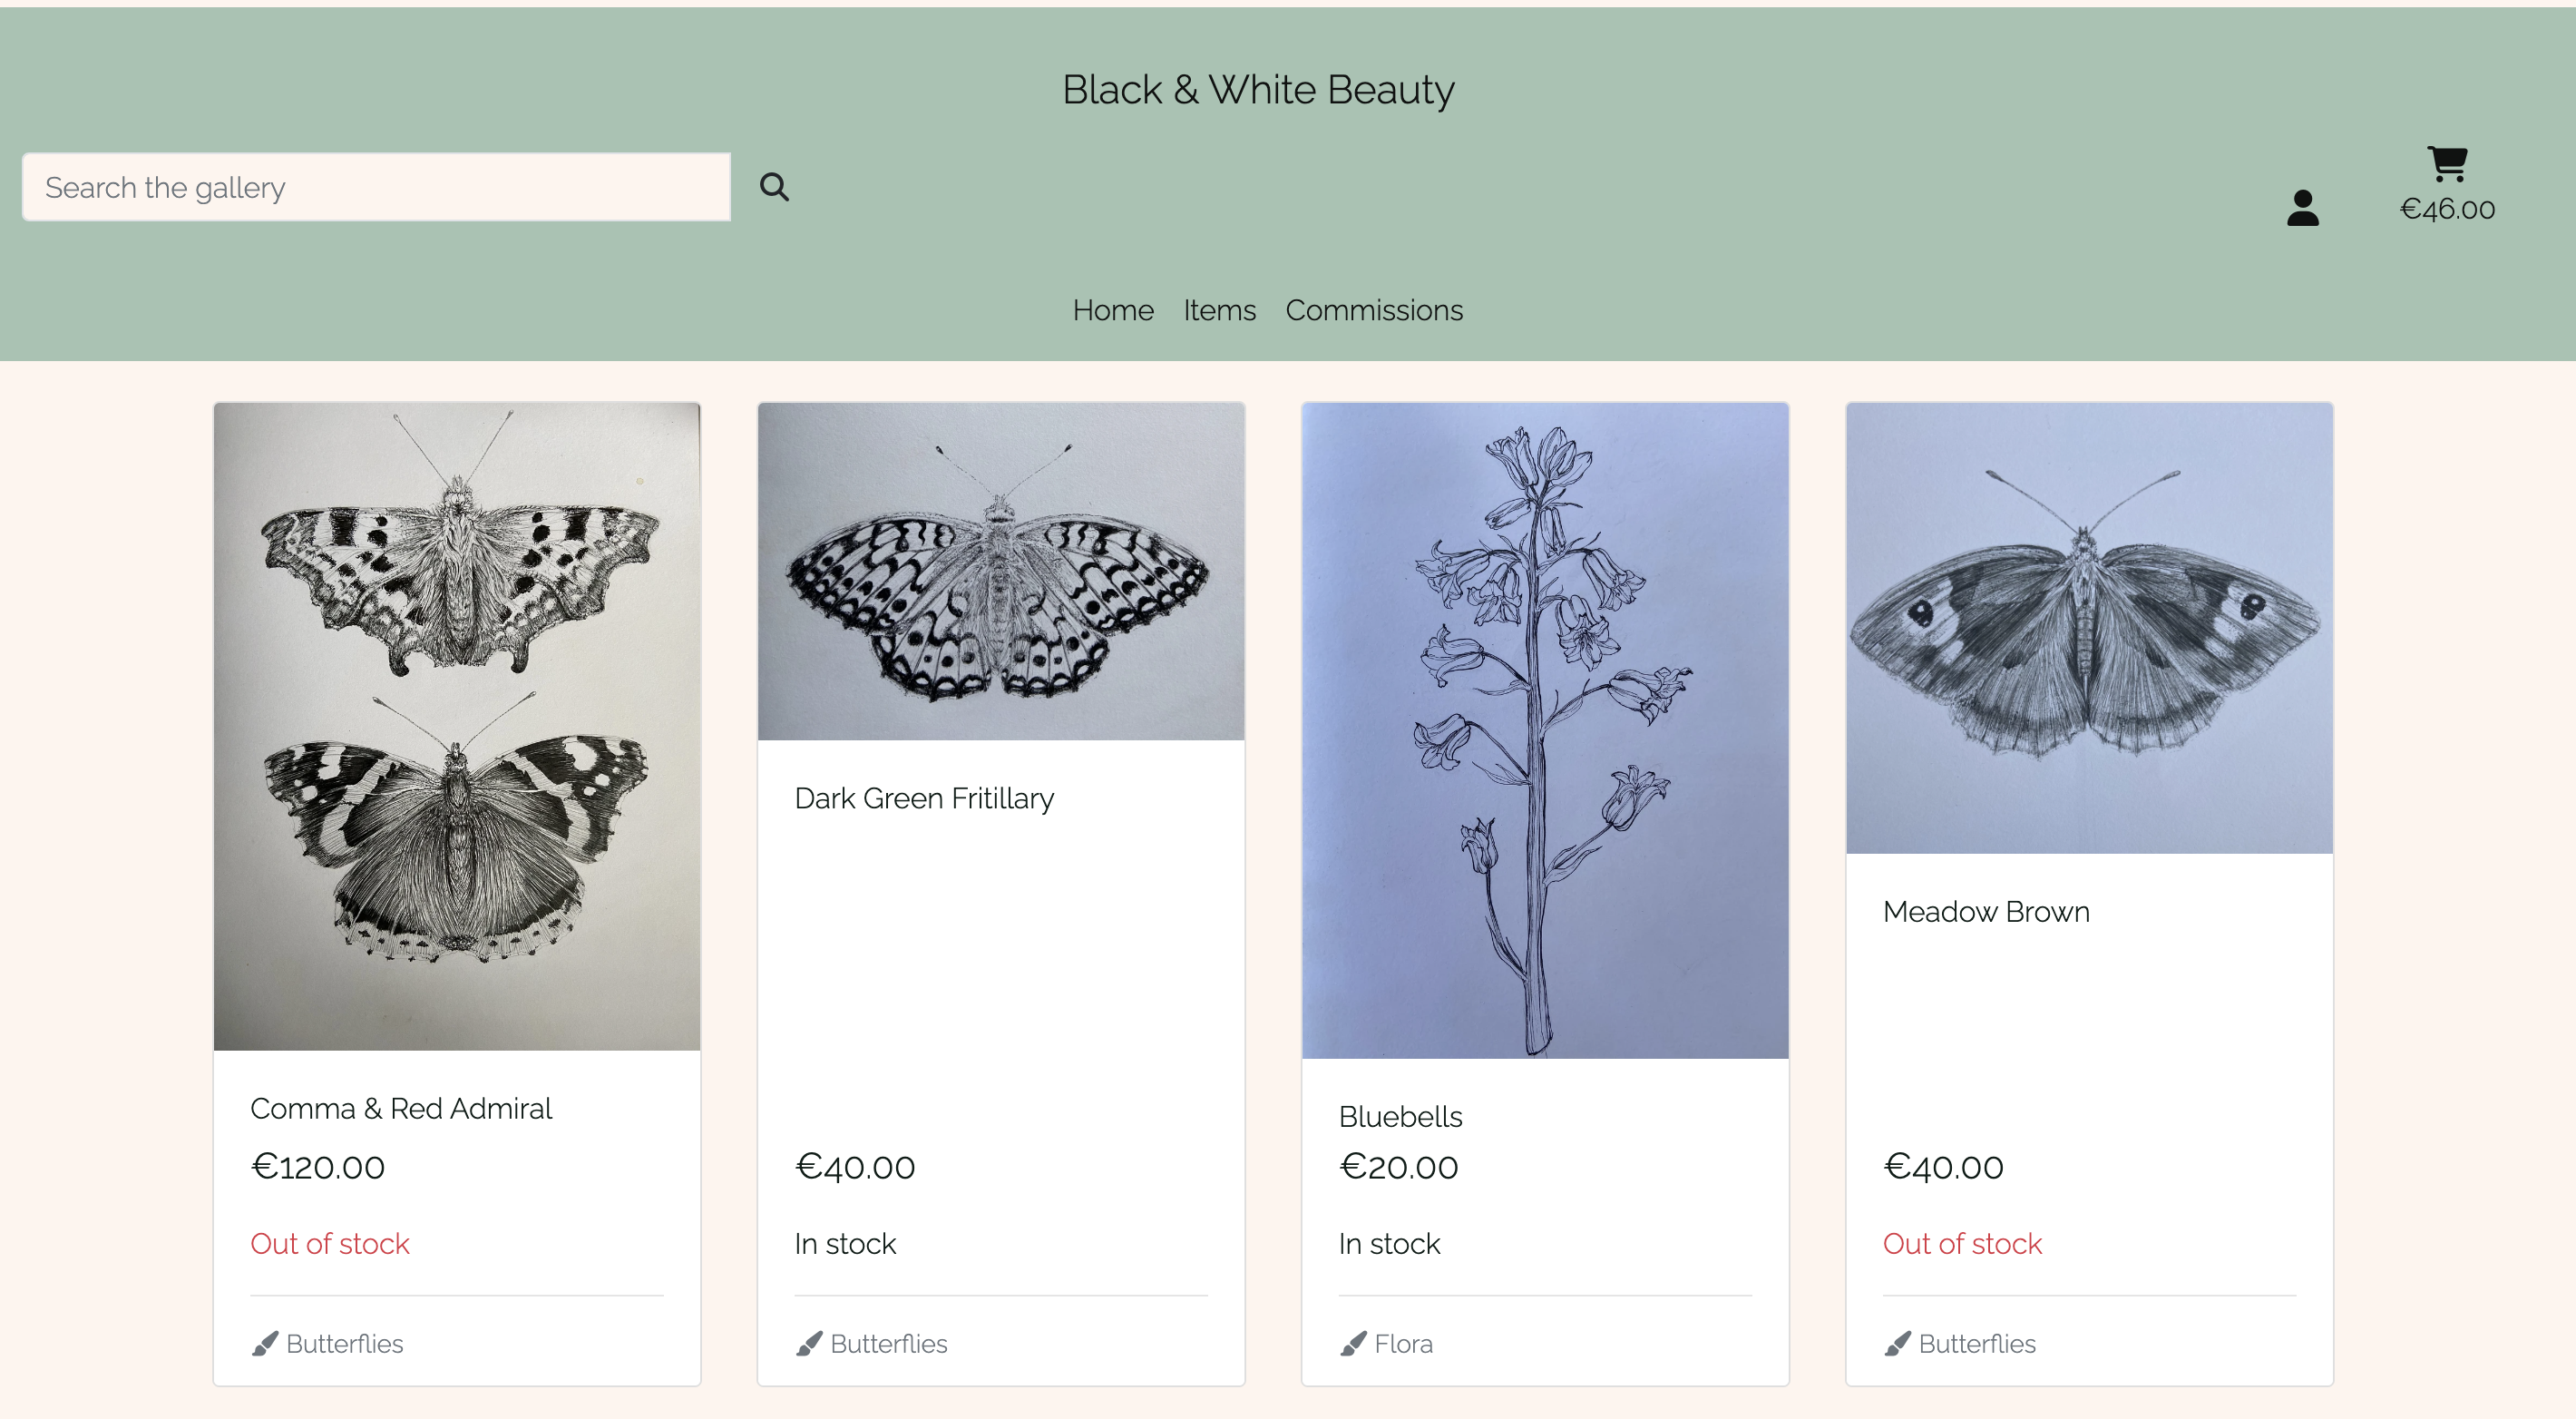 Black & White Beauty
Search the gallery
€46.00
Home Items Commissions
Comma & Red Admiral
€120.00
Out of stock
Butterflies
Dark Green Fritillary
€40.00
In stock
Butterflies
Bluebells
€20.00
In stock
Flora
Meadow Brown
€40.00
Out of stock
Butterflies